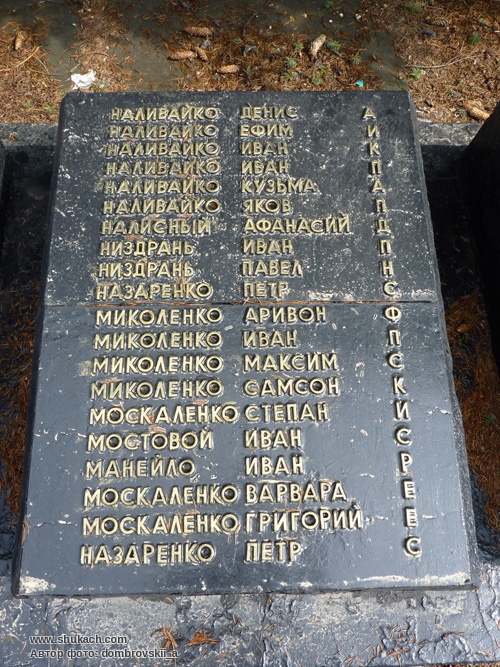 НАЛИВАЙКО ДЕНИС А
НАЛИВАЙКО ЕФИМ И
НАЛИВАЙКО ИВАН К
НАЛИВАЙКО ИВАН П
НАЛИВАЙКО КУЗЬМА А
НАЛИВАЙКО ЯКОВ П
НАЛИСНЫЙ АФАНАСИЙ Д
НИЗДРАНЬ ИВАН П
НИЗДРАНЬ ПАВЕЛ Н
НАЗАРЕНКО ПЕТР С
МИКОЛЕНКО АРИВОН Ф
МИКОЛЕНКО ИВАН П
МИКОЛЕНКО МАКСИМ С
МИКОЛЕНКО САМСОН К
МОСКАЛЕНКО СТЕПАН И
МОСТОВОЙ ИВАН С
МАНЕЙЛО ИВАН Р
МОСКАЛЕНКО ВАРВАРА Е
МОСКАЛЕНКО ГРИГОРИЙ Е
НАЗАРЕНКО ПЕТР С
www.shukach.com
Автор фото: dombrovskii_a